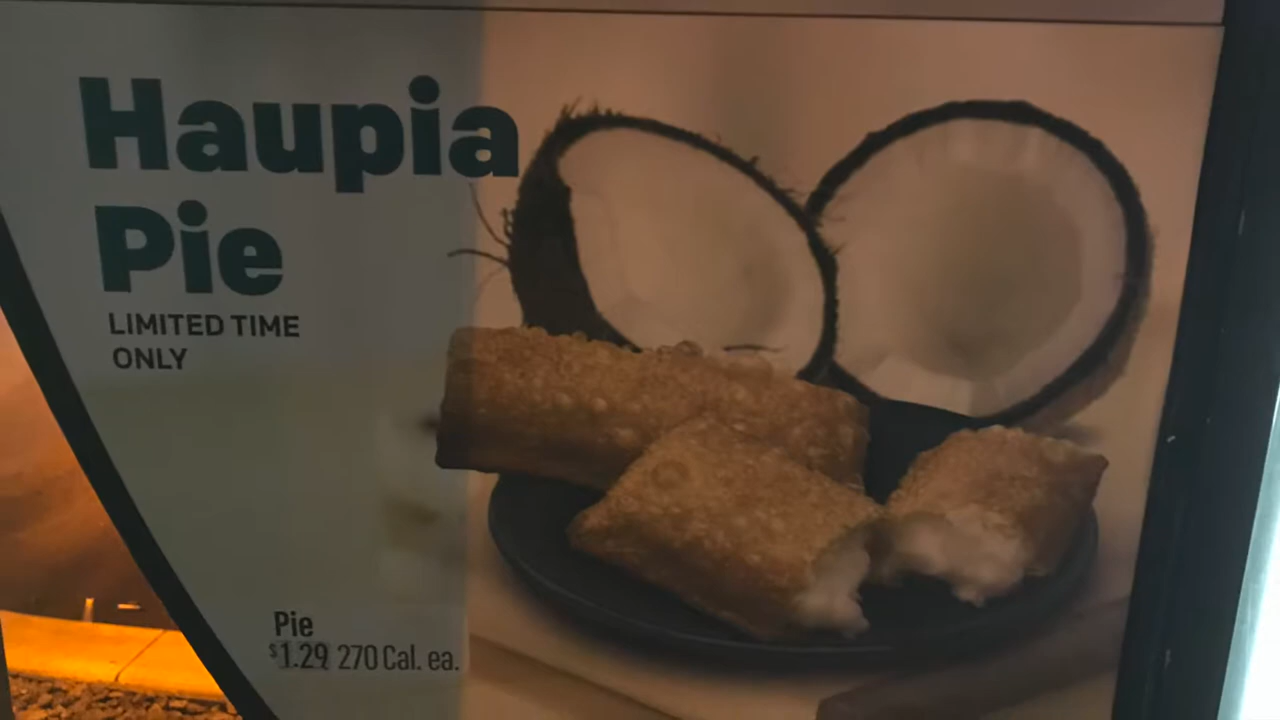 Haupia
Pie
LIMITED TIME
ONLY
Pie
$1.29 270 Cal. ea.